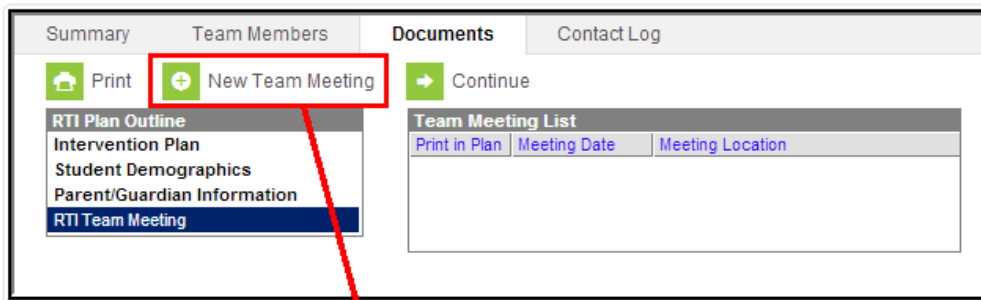 Summary Team Members Documents Contact Log
Print New Team Meeting Continue
RTI Plan Outline
Intervention Plan
Student Demographics
Parent/Guardian Information
RTI Team Meeting
Team Meeting List
Print in Plan Meeting Date Meeting Location